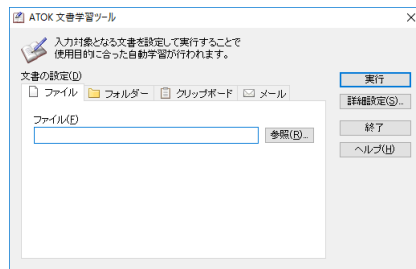 ATOK 文書学習ツール
入力対象となる文書を設定して実行することで
使用目的に合った自動学習が行われます。
文書の設定(D)
ファイル フォルダー クリップボード メール
ファイル(F)
参照(R)...
実行
詳細設定(S)...
終了
ヘルプ(H)